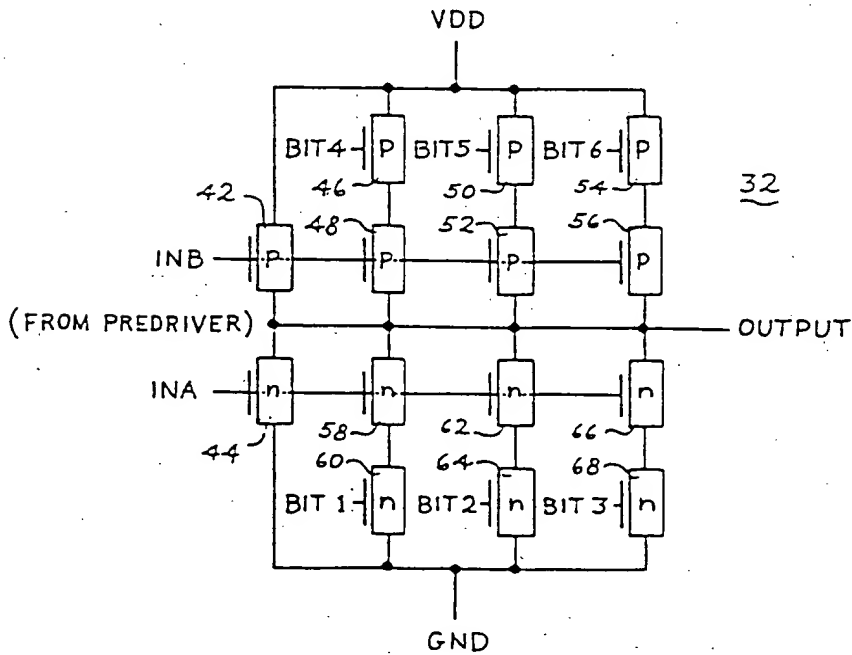 VDD
BIT4 P BIT5 P BIT6 P
46 50 54 32
42 48 52 56
INB P P P P
(FROM PREDRIVER) OUTPUT
INA n n n n
44 58 62 66
60 64 68
BIT 1 n BIT2 n BIT 3 n
GND